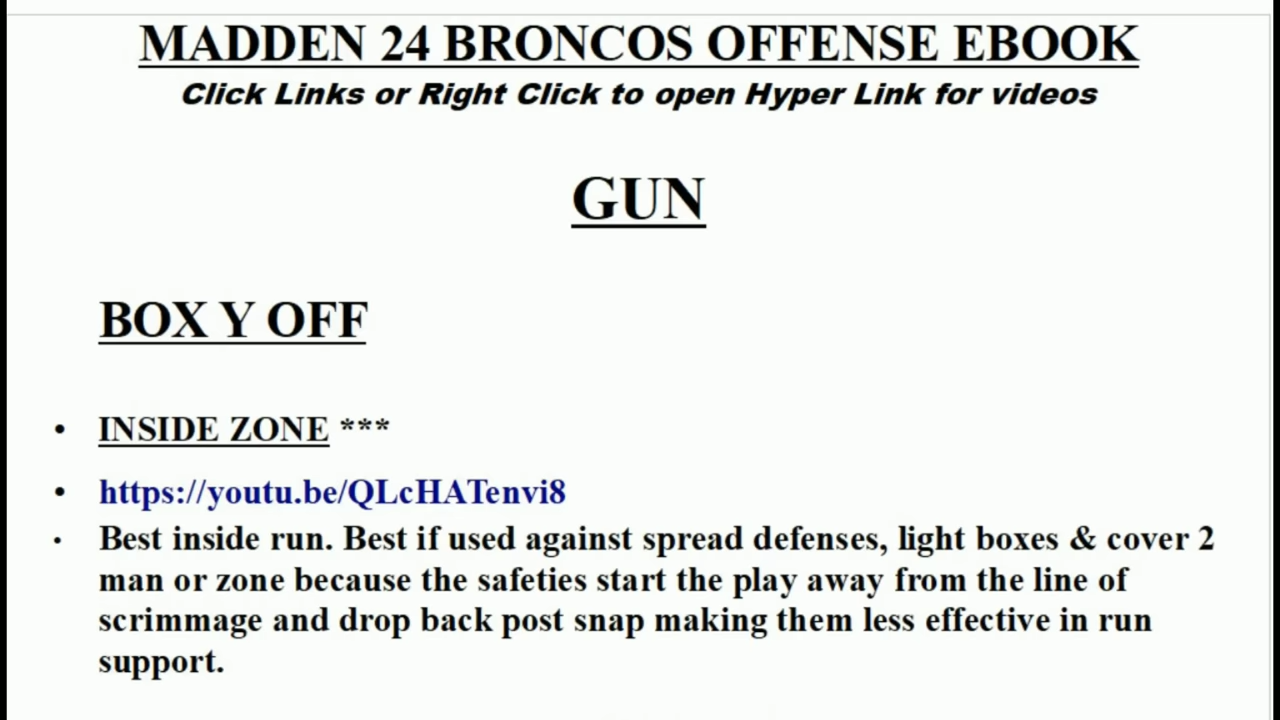 MADDEN 24 BRONCOS OFFENSE EBOOK
Click Links or Right Click to open Hyper Link for videos
GUN
BOX Y OFF
• INSIDE ZONE ***
• https://youtu.be/QLcHATenvi8
• Best inside run. Best if used against spread defenses, light boxes & cover 2
man or zone because the safeties start the play away from the line of
scrimmage and drop back post snap making them less effective in run
support.